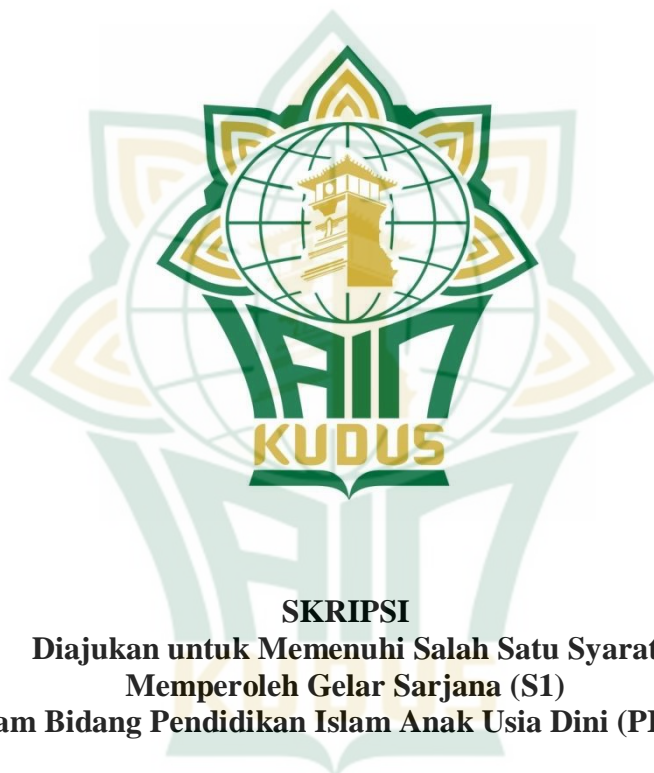 IAIN
KUDUS
SKRIPSI
Diajukan untuk Memenuhi Salah Satu Syarat
Memperoleh Gelar Sarjana (S1)
am Bidang Pendidikan Islam Anak Usia Dini (PI